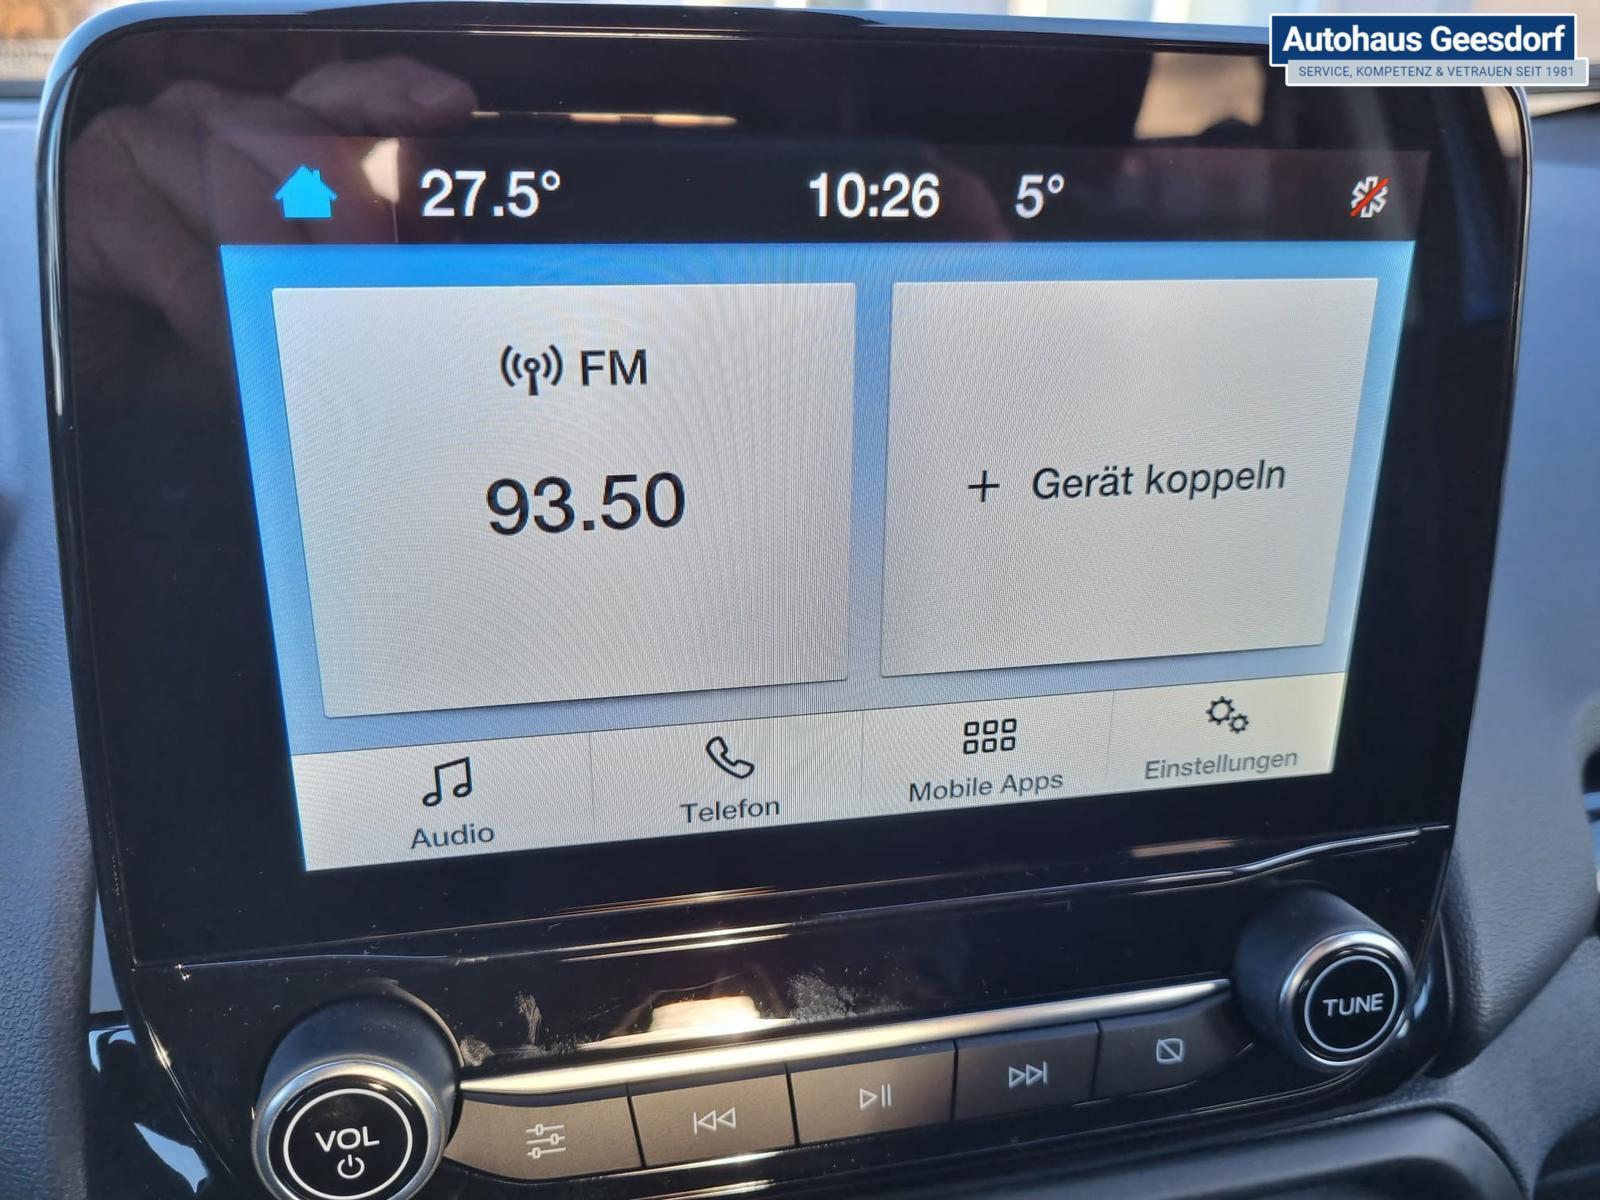 Autohaus Geesdorf
SERVICE, KOMPETENZ & VETRAUEN SEIT 1981
27.5° 10:26 5°
FM
93.50
+ Gerät koppeln
Audio
Telefon
Mobile Apps
Einstellungen
VOL
TUNE